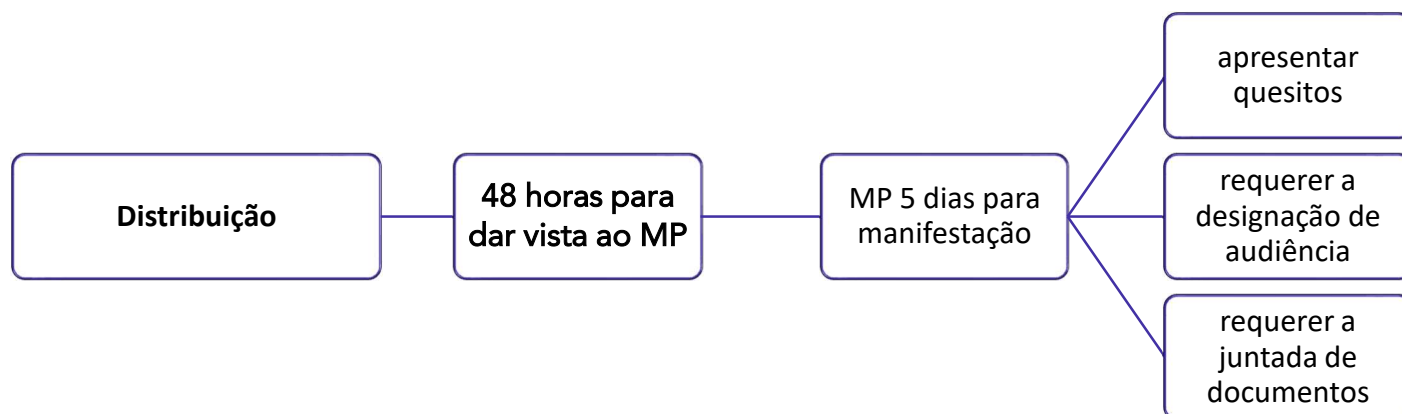 Distribuição
48 horas para
dar vista ao MP
MP 5 dias para
manifestação
apresentar
quesitos
requerer a
designação de
audiência
requerer a
juntada de
documentos